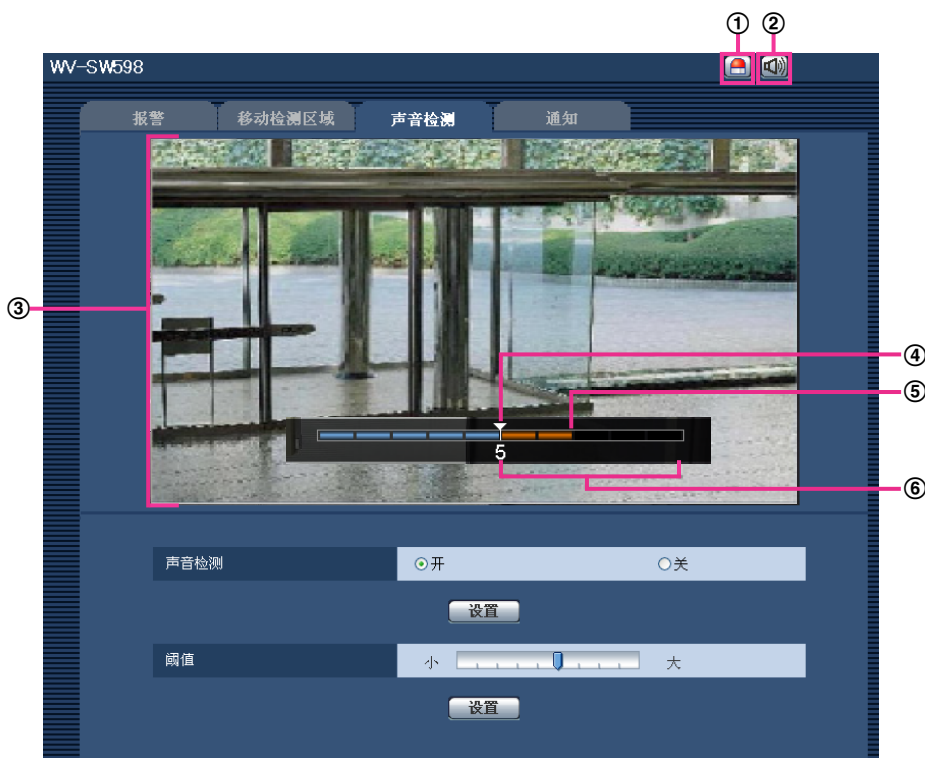 ① ②
WV-SW598
报警 移动检测区域 声音检测 通知
③
④
⑤
5
⑥
声音检测 开 关
设置
阈值 小 大
设置